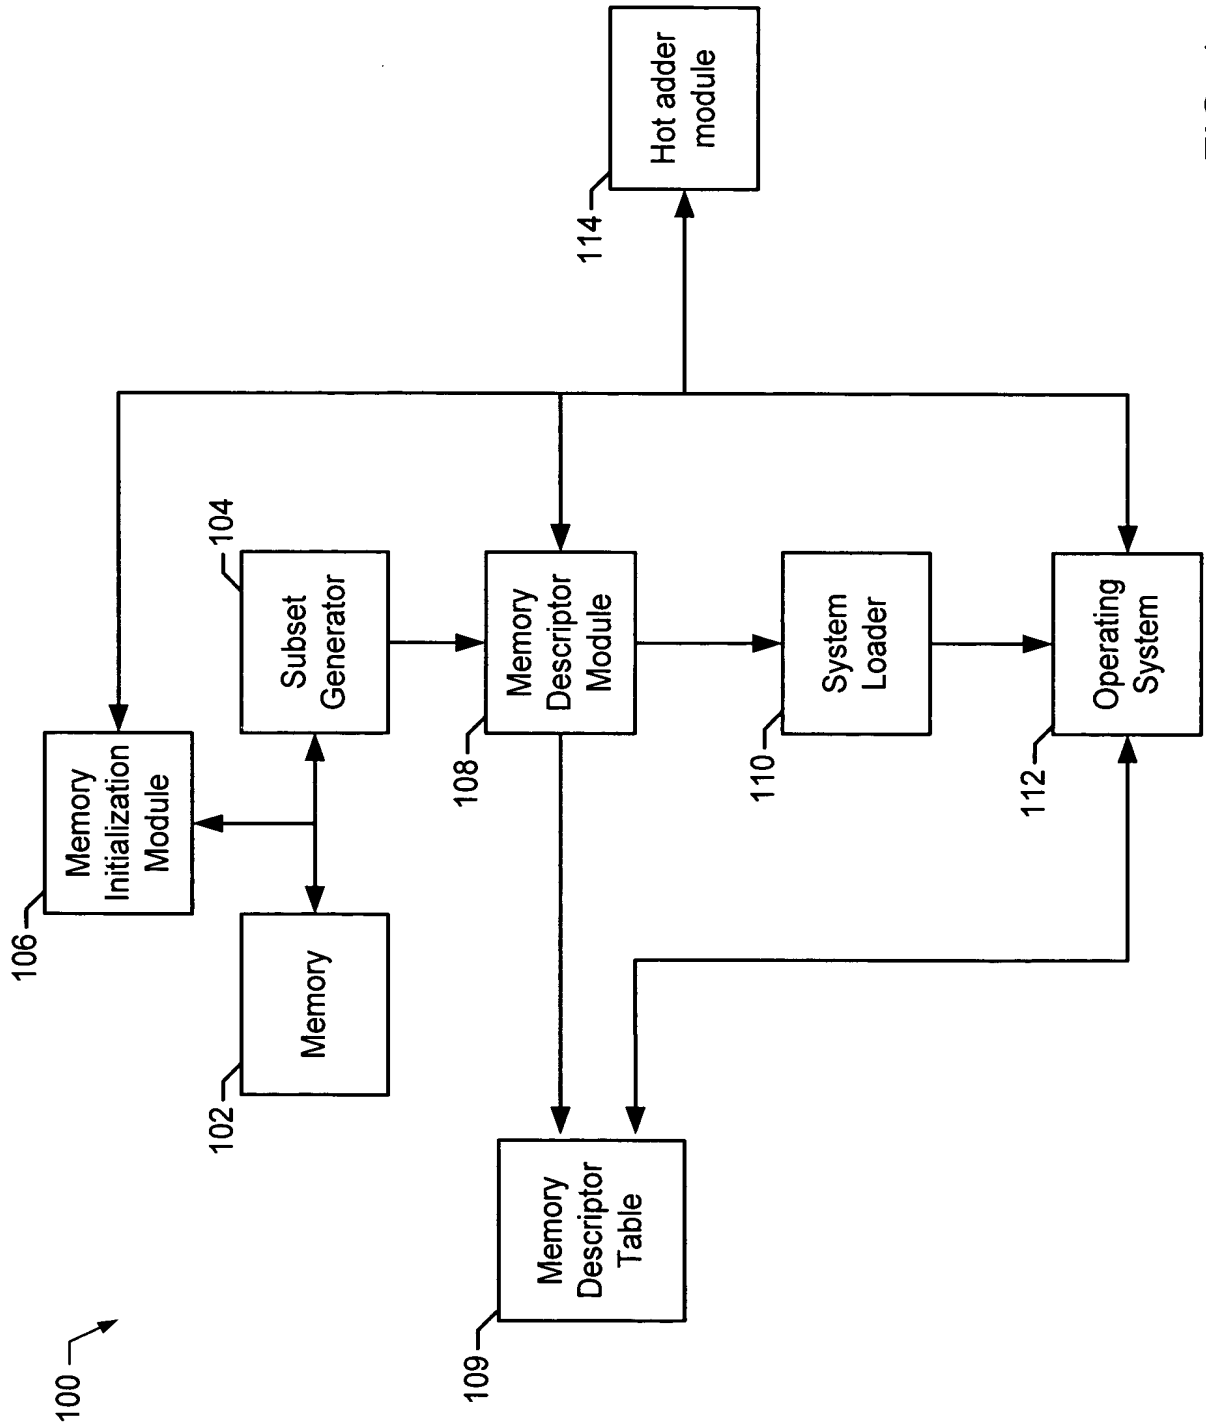 100
106
Memory
Initialization
Module
102
Memory
104
Subset
Generator
109
Memory
Descriptor
Table
108
Memory
Descriptor
Module
114
Hot adder
module
110
System
Loader
112
Operating
System